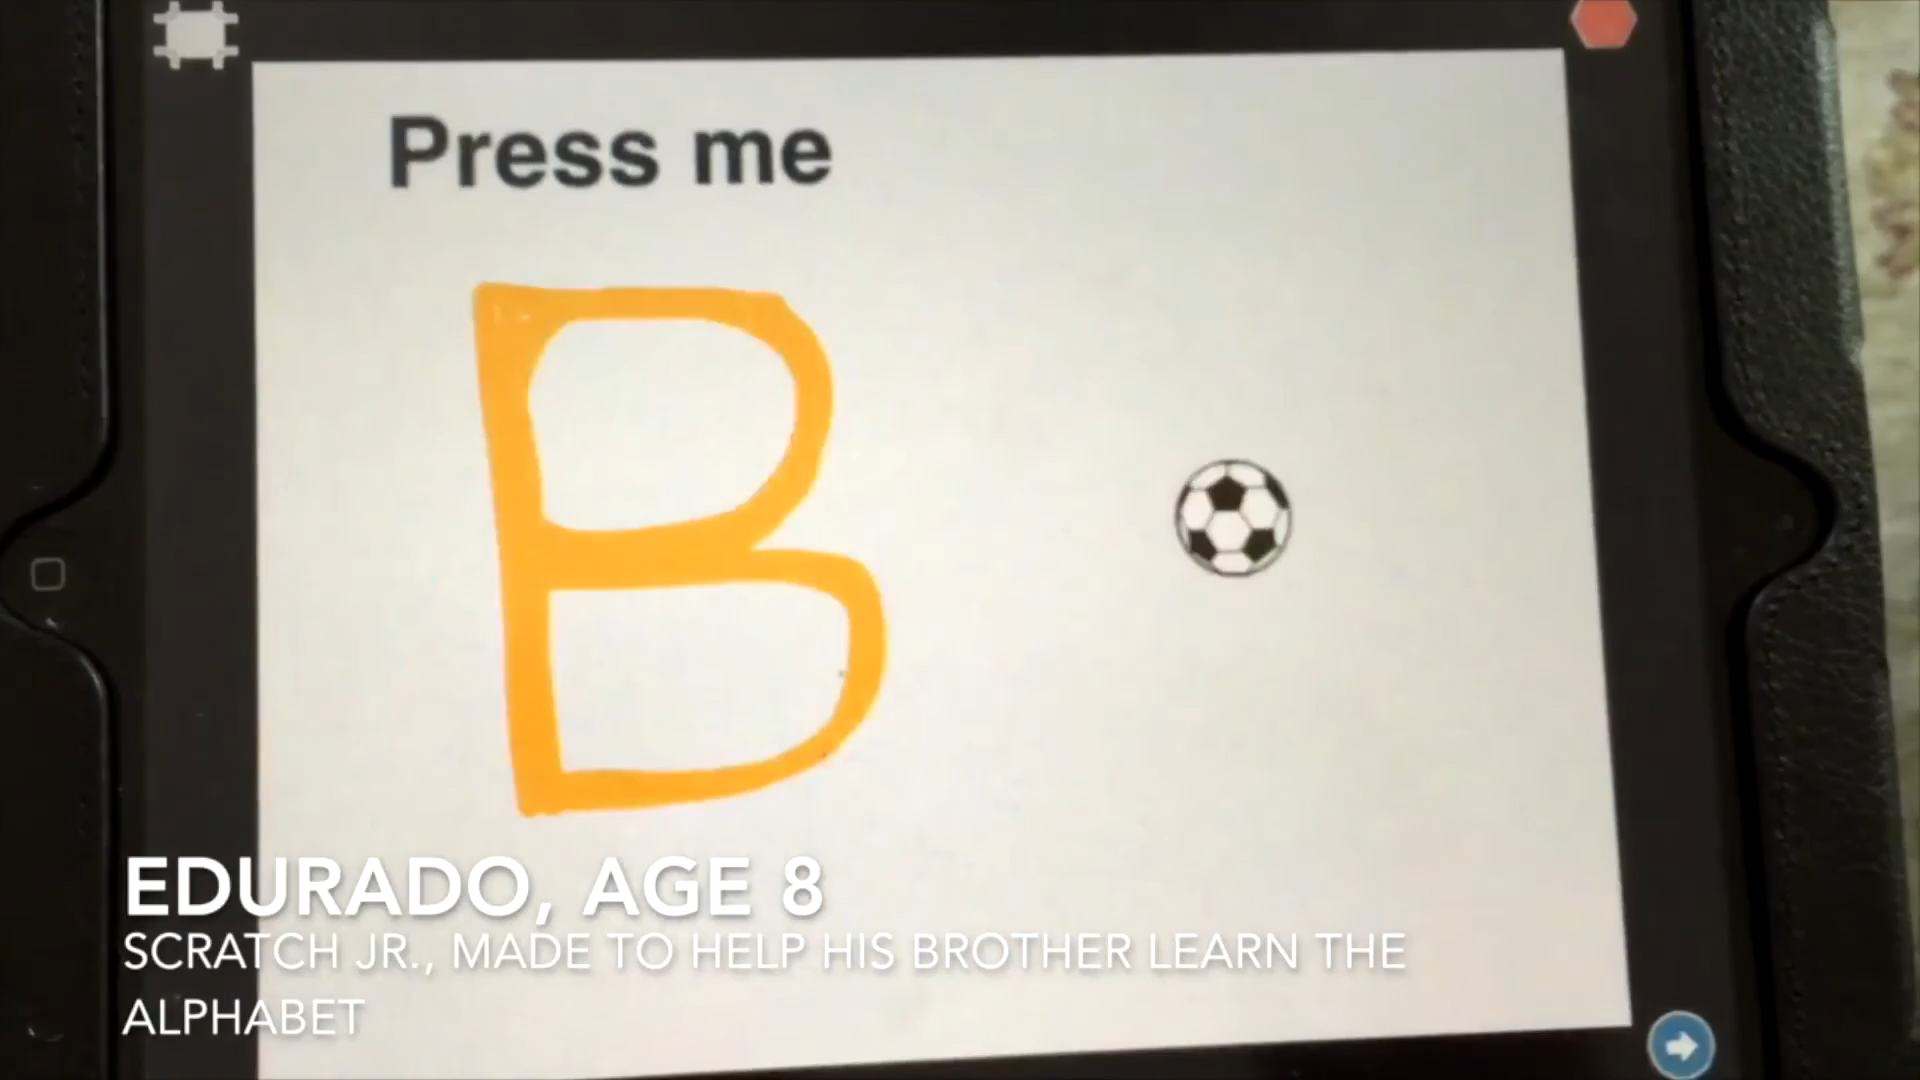 Press me
B
EDURADO, AGE 8
SCRATCH JR., MADE TO HELP HIS BROTHER LEARN THE
ALPHABET